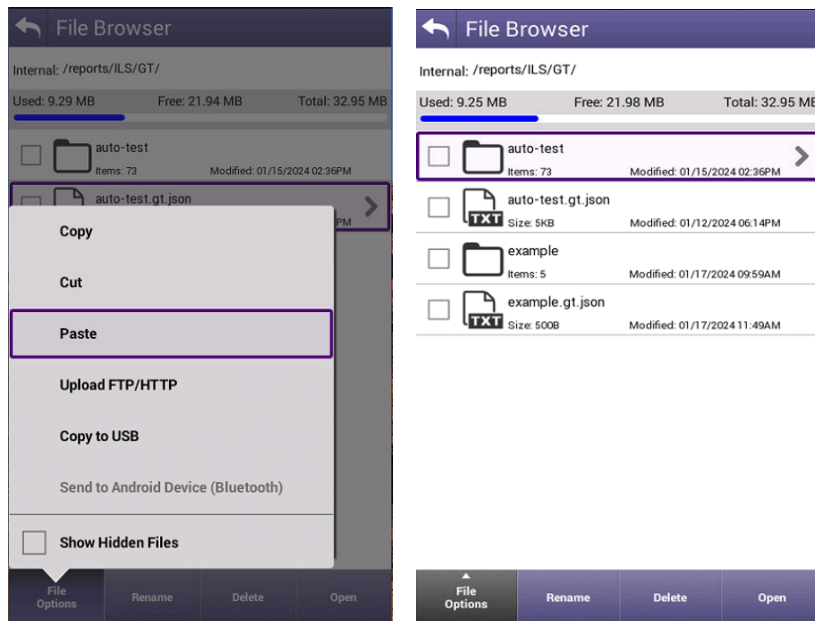 File Browser
Internal: /reports/ILS/GT/
Used: 9.29 MB Free: 21.94 MB Total: 32.95 MB
auto-test
Items: 73 Modified: 01/15/2024 02:36PM
auto-test.gt.json
PM
Copy
Cut
Paste
Upload FTP/HTTP
Copy to USB
Send to Android Device (Bluetooth)
Show Hidden Files
File Options Rename Delete Open
File Browser
Internal: /reports/ILS/GT/
Used: 9.25 MB Free: 21.98 MB Total: 32.95 MB
auto-test
Items: 73 Modified: 01/15/2024 02:36PM
auto-test.gt.json
TXT Size: 5KB Modified: 01/12/2024 06:14PM
example
Items: 5 Modified: 01/17/2024 09:59AM
example.gt.json
TXT Size: 500B Modified: 01/17/2024 11:49AM
File Options Rename Delete Open